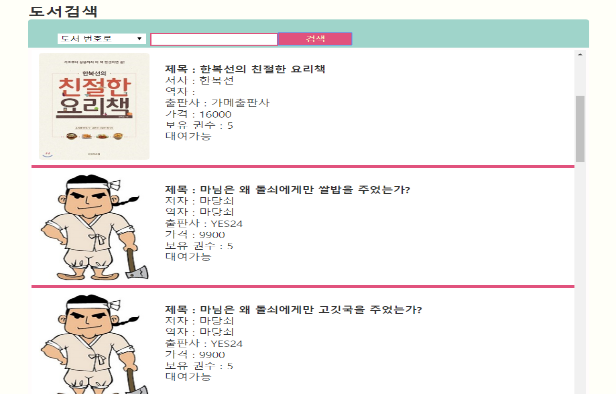 도서검색
도서 번호로
검색
한복선의
친절한
요리책
제목 : 한복선의 친절한 요리책
저자 : 한복선
역자 :
출판사 : 가메출판사
가격 : 16000
보유 권수 : 5
대여가능
제목 : 마님은 왜 돌쇠에게만 쌀밥을 주었는가?
저자 : 마당쇠
역자 : 마당쇠
출판사 : YES24
가격 : 9900
보유 권수 : 5
대여가능
제목 : 마님은 왜 돌쇠에게만 고깃국을 주었는가?
저자 : 마당쇠
역자 : 마당쇠
출판사 : YES24
가격 : 9900
보유 권수 : 5
대여가능